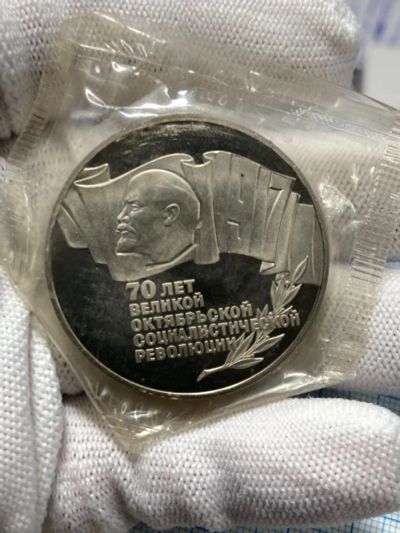 1917
70 ЛЕТ
ВЕЛИКОЙ
ОКТЯБРЬСКОЙ
СОЦИАЛИСТИЧЕСКОЙ
РЕВОЛЮЦИИ